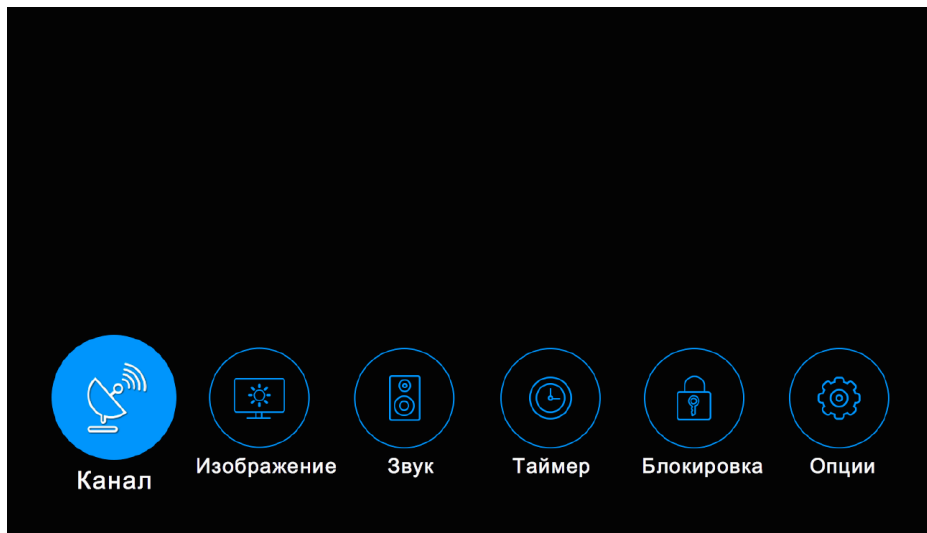 Канал
Изображение
Звук
Таймер
Блокировка
Опции